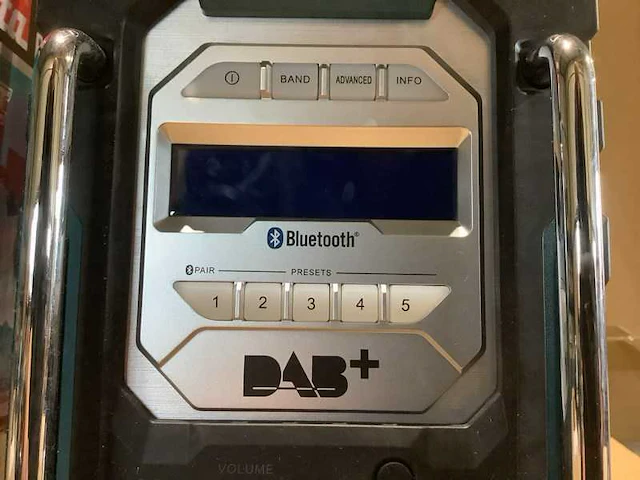 BAND ADVANCED INFO
Bluetooth®
PAIR PRESETS
1 2 3 4 5
DAB+
VOLUME